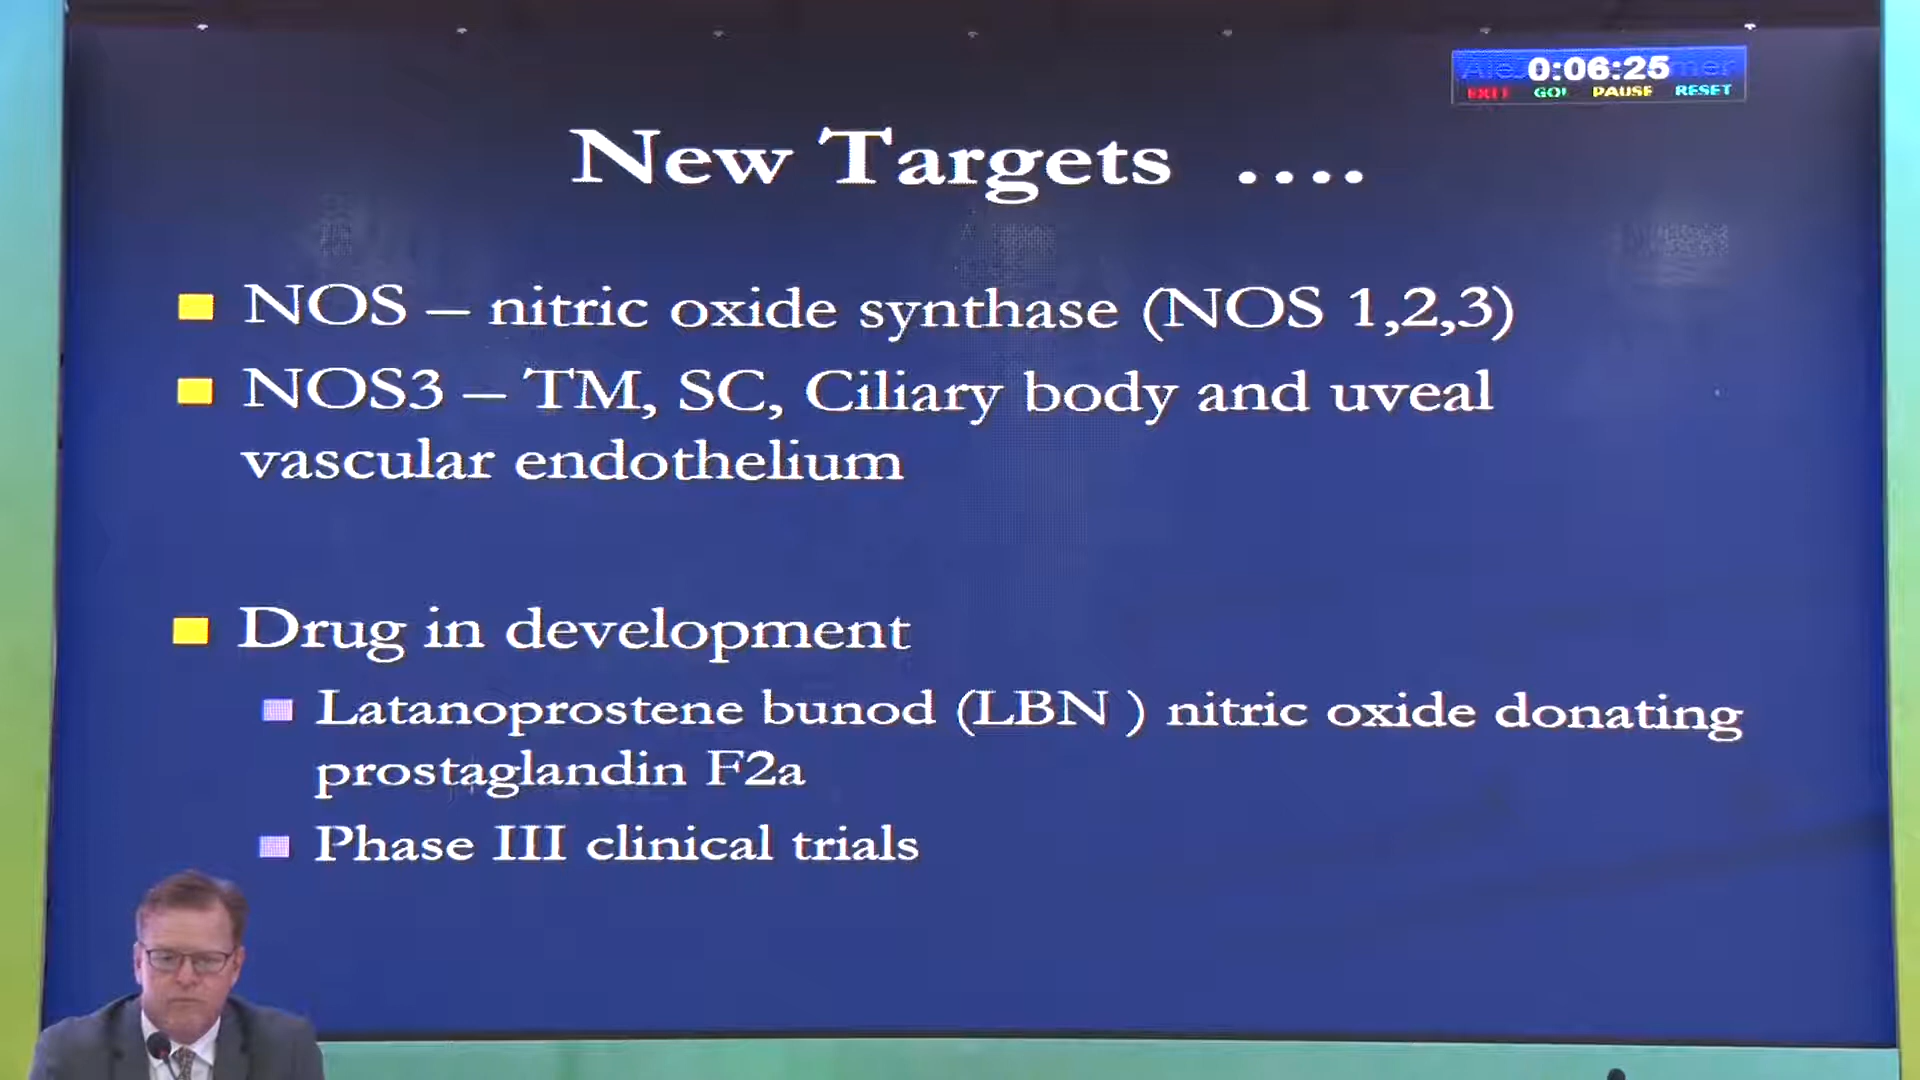 0:06:25
EXIT GO! PAUSE RESET
New Targets ....
NOS – nitric oxide synthase (NOS 1,2,3)
NOS3 – TM, SC, Ciliary body and uveal
vascular endothelium
Drug in development
Latanoprostene bunod (LBN ) nitric oxide donating
prostaglandin F2a
Phase III clinical trials